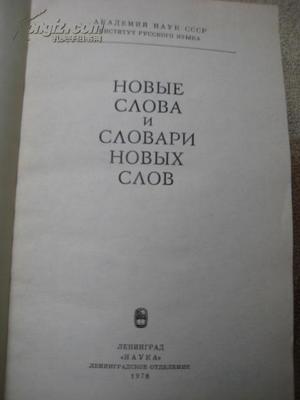 АКАДЕМИЯ НАУК СССР
ИНСТИТУТ РУССКОГО ЯЗЫКА
НОВЫЕ
СЛОВА
И
СЛОВАРИ
НОВЫХ
СЛОВ
ЛЕНИНГРАД
«НАУКА»
ЛЕНИНГРАДСКОЕ ОТДЕЛЕНИЕ
1978